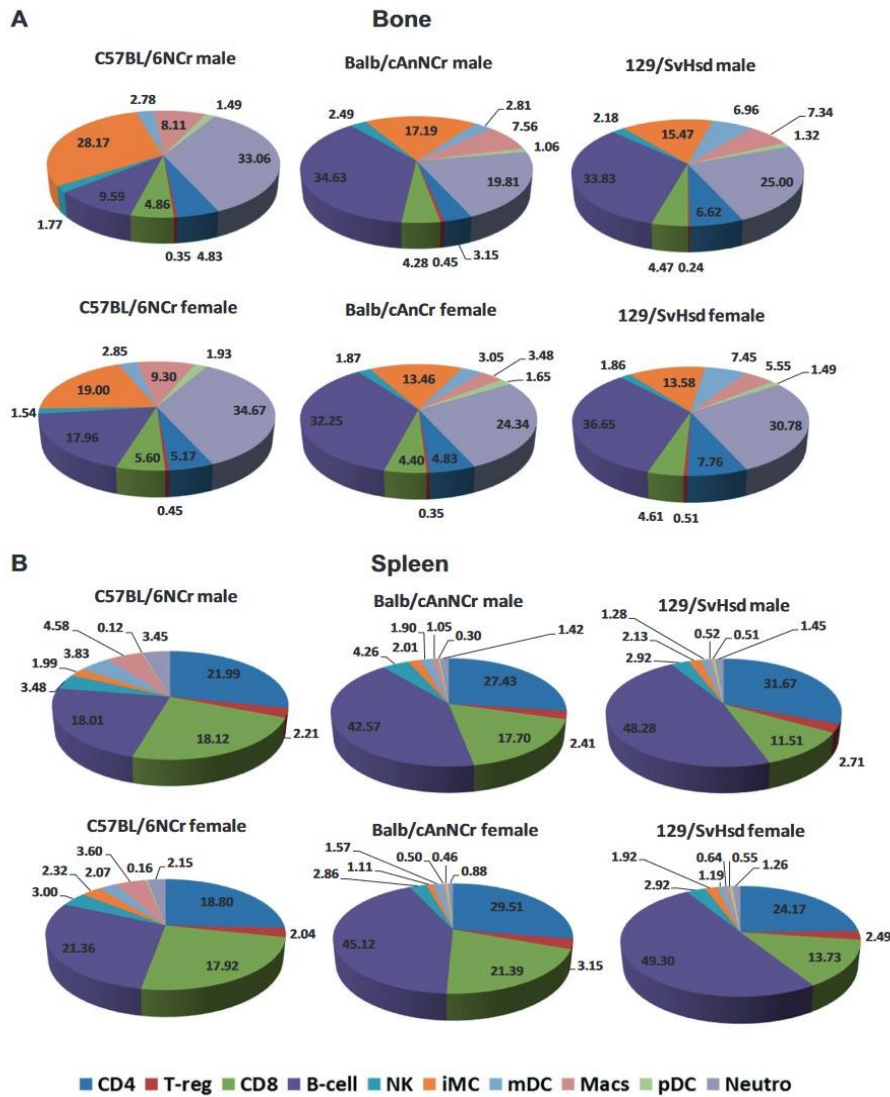 A Bone
C57BL/6NCr male Balb/cAnNCr male 129/SvHsd male
2.78 8.11 1.49 33.06 4.83 0.35 4.86 9.59 1.77 28.17
2.49 17.19 2.81 7.56 1.06 19.81 3.15 0.45 4.28 34.63
2.18 15.47 6.96 7.34 1.32 25.00 6.62 0.24 4.47 33.83
C57BL/6NCr female Balb/cAnCr female 129/SvHsd female
2.85 9.30 1.93 34.67 5.17 0.45 5.60 17.96 1.54 19.00
1.87 13.46 3.05 3.48 1.65 24.34 4.83 0.35 4.40 32.25
1.86 13.58 7.45 5.55 1.49 30.78 7.76 0.51 4.61 36.65
B Spleen
C57BL/6NCr male Balb/cAnNCr male 129/SvHsd male
4.58 0.12 3.45 21.99 2.21 18.12 18.01 3.48 1.99 3.83
4.26 2.01 1.90 1.05 0.30 1.42 27.43 2.41 17.70 42.57
2.92 2.13 1.28 0.52 0.51 1.45 31.67 2.71 11.51 48.28
C57BL/6NCr female Balb/cAnNCr female 129/SvHsd female
3.60 0.16 2.15 18.80 2.04 17.92 21.36 3.00 2.32 2.07
2.86 1.11 1.57 0.50 0.46 0.88 29.51 3.15 21.39 45.12
2.92 1.92 1.19 0.64 0.55 1.26 24.17 2.49 13.73 49.30
CD4 T-reg CD8 B-cell NK iMC mDC Macs pDC Neutro